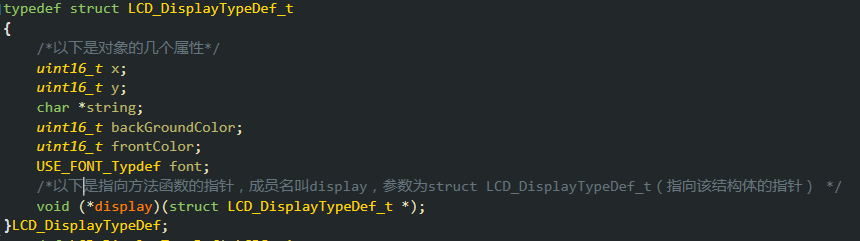 typedef struct LCD_DisplayTypeDef_t
{
    /*以下是对象的几个属性*/
    uint16_t x;
    uint16_t y;
    char *string;
    uint16_t backGroundColor;
    uint16_t frontColor;
    USE_FONT_Typdef font;
    /*以下是指向方法函数的指针，成员名叫display，参数为struct LCD_DisplayTypeDef_t（指向该结构体的指针） */
    void (*display)(struct LCD_DisplayTypeDef_t *);
}LCD_DisplayTypeDef;